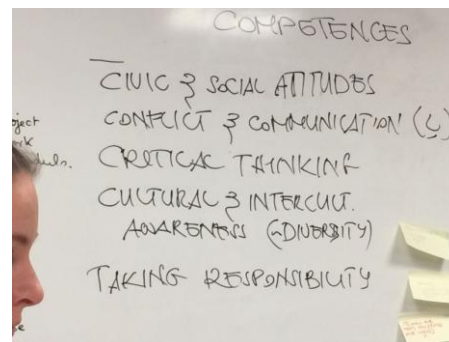 COMPETENCES
CIVIC & SOCIAL ATTITUDES
CONFLICT & COMMUNICATION
CRITICAL THINKING
CULTURAL & INTERCULT.
AWARENESS (~DIVERSITY)
TAKING RESPONSIBILITY